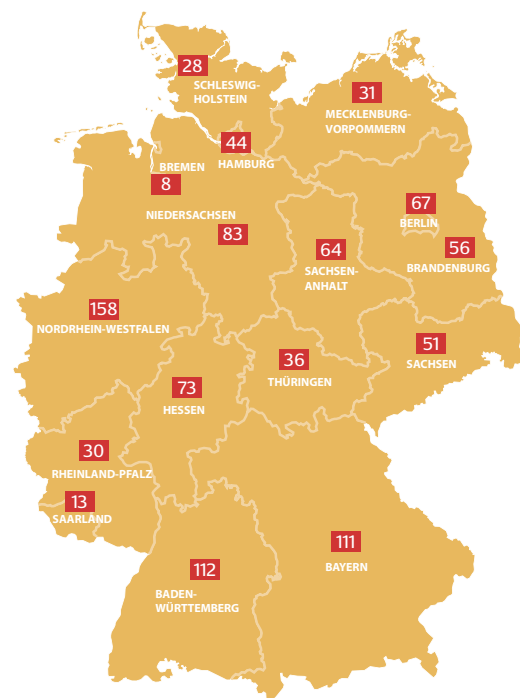 28
SCHLESWIG-
HOLSTEIN
31
MECKLENBURG-
VORPOMMERN
44
HAMBURG
BREMEN
8
NIEDERSACHSEN
83
67
BERLIN
56
BRANDENBURG
64
SACHSEN-
ANHALT
158
NORDRHEIN-WESTFALEN
51
SACHSEN
36
THÜRINGEN
73
HESSEN
30
RHEINLAND-PFALZ
13
SAARLAND
111
BAYERN
112
BADEN-
WÜRTTEMBERG